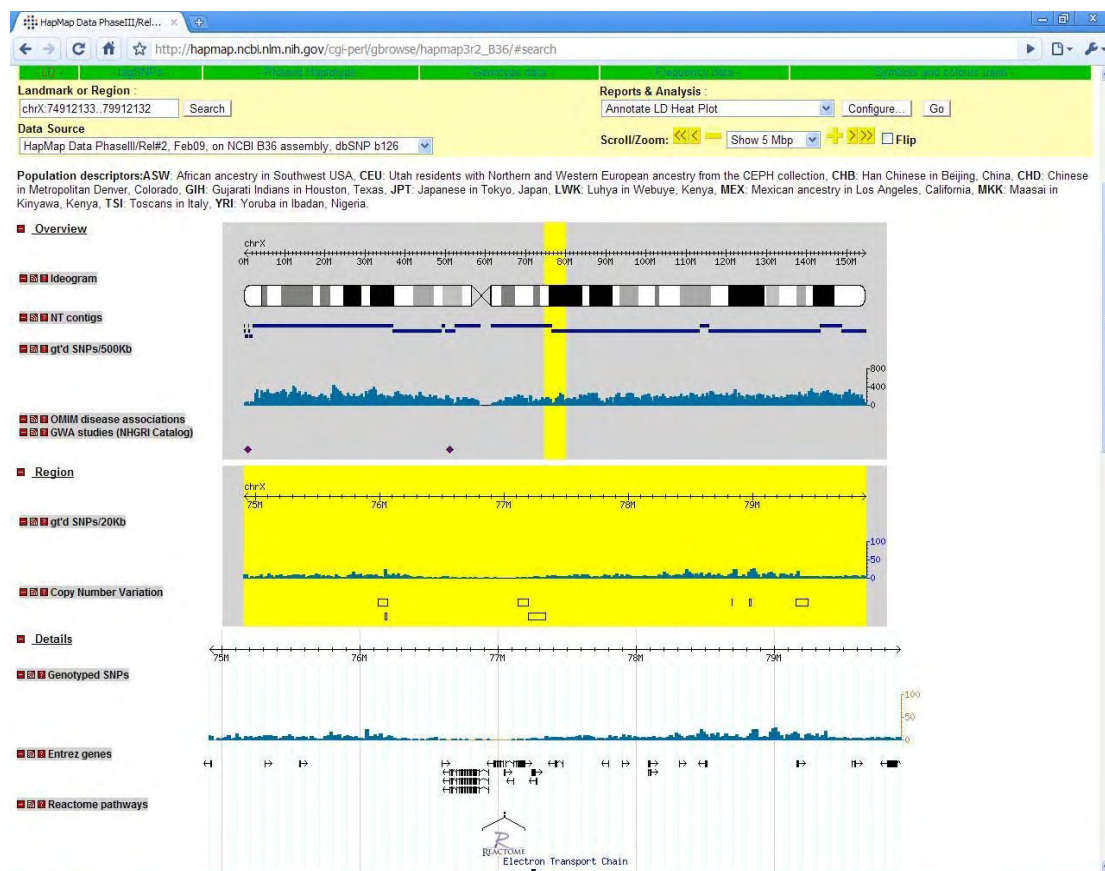 HapMap Data PhaseIII/Rel...
http://hapmap.ncbi.nlm.nih.gov/cgi-perl/gbrowse/hapmap3r2_B36/#search
Landmark or Region :
chrX:74912133..79912132 Search
Reports & Analysis :
Annotate LD Heat Plot Configure... Go
Data Source
HapMap Data PhaseIII/Rel#2, Feb09, on NCBI B36 assembly, dbSNP b126
Scroll/Zoom: Show 5 Mbp Flip
Population descriptors:ASW: African ancestry in Southwest USA, CEU: Utah residents with Northern and Western European ancestry from the CEPH collection, CHB: Han Chinese in Beijing, China, CHD: Chinese
in Metropolitan Denver, Colorado, GIH: Gujarati Indians in Houston, Texas, JPT: Japanese in Tokyo, Japan, LWK: Luhya in Webuye, Kenya, MEX: Mexican ancestry in Los Angeles, California, MKK: Maasai in
Kinyawa, Kenya, TSI: Toscans in Italy, YRI: Yoruba in Ibadan, Nigeria.
Overview
chrX
0M 10M 20M 30M 40M 50M 60M 70M 80M 90M 100M 110M 120M 130M 140M 150M
Ideogram
NT contigs
gt'd SNPs/500Kb
800
400
0
OMIM disease associations
GWA studies (NHGRI Catalog)
Region
chrX
75M 76M 77M 78M 79M
gt'd SNPs/20Kb
100
50
0
Copy Number Variation
Details
75M 76M 77M 78M 79M
Genotyped SNPs
100
50
0
Entrez genes
Reactome pathways
REACTOME
Electron Transport Chain